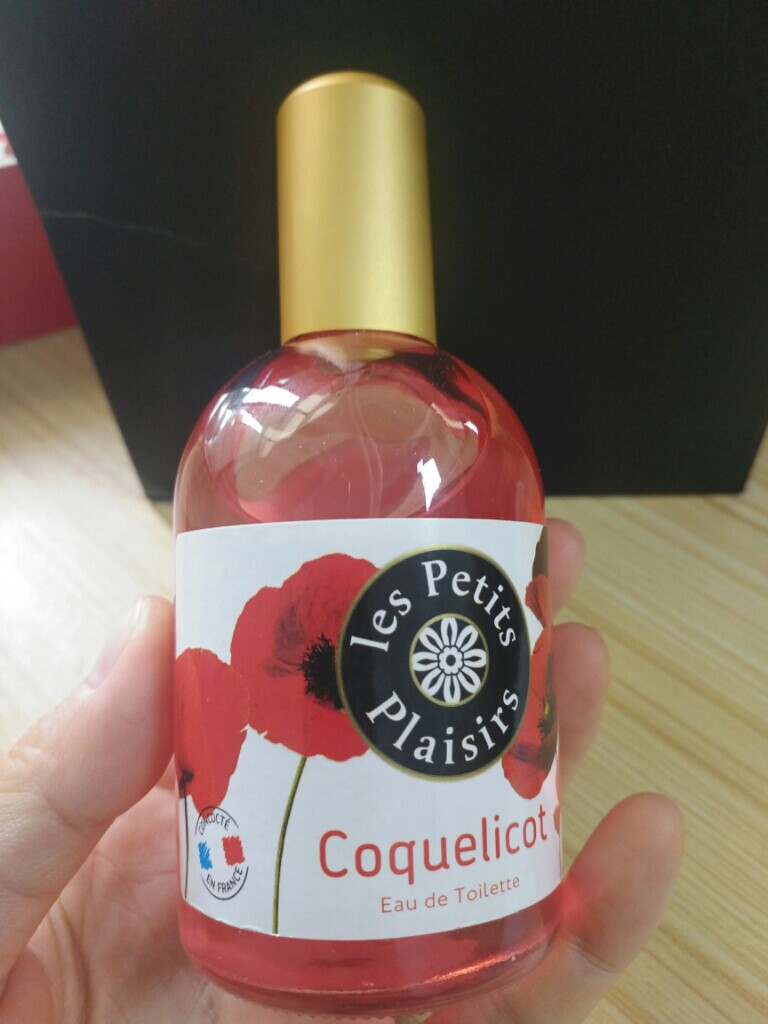 les Petits
Plaisirs
CONCOCTÉ
EN FRANCE
Coquelicot
Eau de Toilette